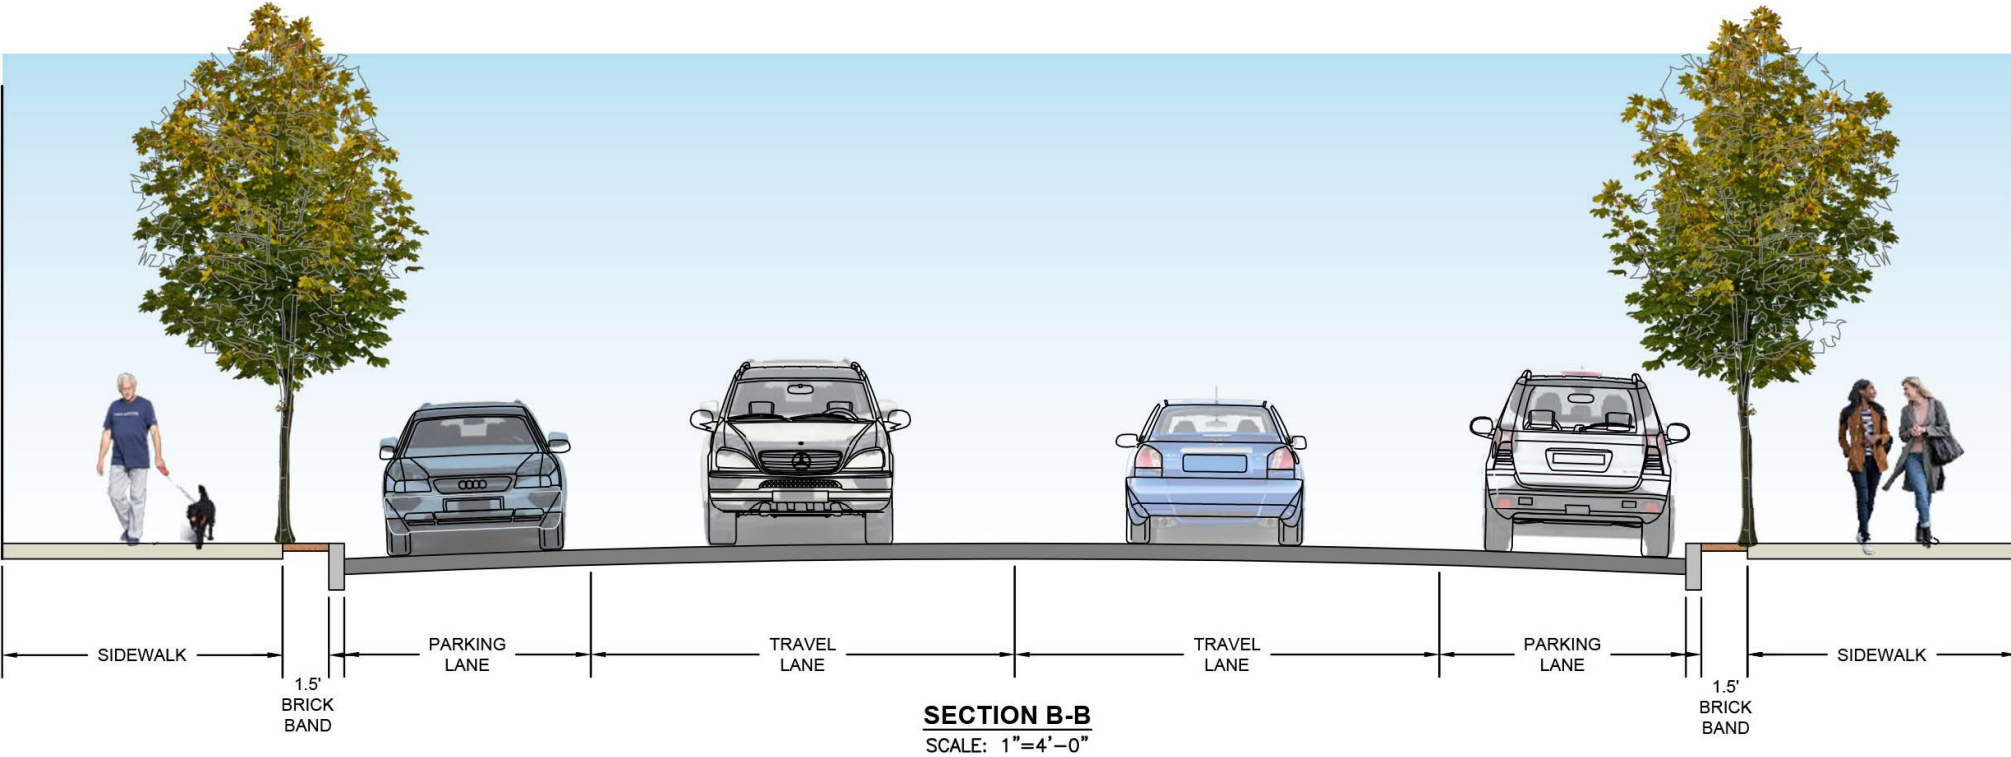 SIDEWALK
1.5'
BRICK
BAND
PARKING
LANE
TRAVEL
LANE
TRAVEL
LANE
PARKING
LANE
1.5'
BRICK
BAND
SIDEWALK
SECTION B-B
SCALE: 1"=4'-0"